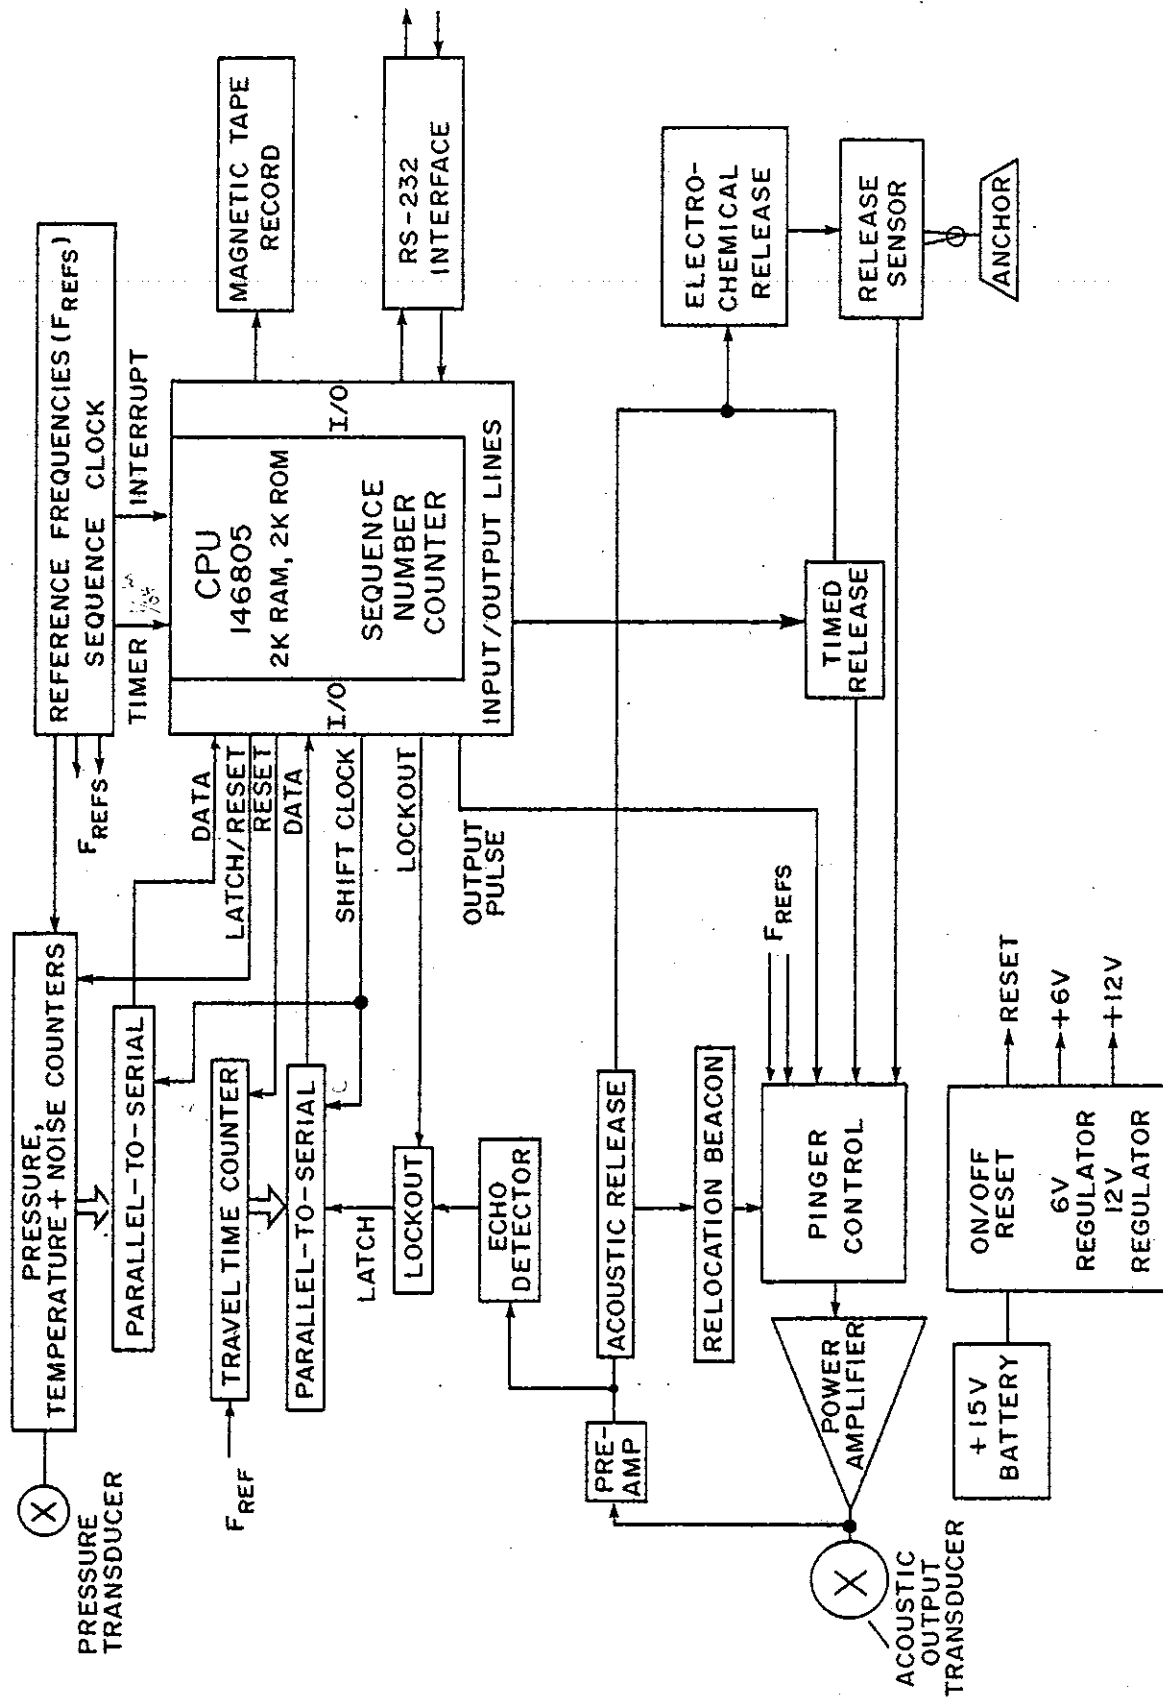 PRESSURE TRANSDUCER
PRESSURE,
TEMPERATURE + NOISE COUNTERS
PARALLEL-TO-SERIAL
REFERENCE FREQUENCIES (FREFS)
SEQUENCE CLOCK
FREFS
TIMER
INTERRUPT
DATA
LATCH/RESET
RESET
DATA
SHIFT CLOCK
LOCKOUT
OUTPUT
PULSE
I/O
CPU
146805
2K RAM, 2K ROM
SEQUENCE
NUMBER
COUNTER
I/O
INPUT/OUTPUT LINES
MAGNETIC TAPE
RECORD
RS-232
INTERFACE
FREF
TRAVEL TIME COUNTER
PARALLEL-TO-SERIAL
LATCH
LOCKOUT
ECHO
DETECTOR
PRE-
AMP
ACOUSTIC RELEASE
RELOCATION BEACON
FREFS
PINGER
CONTROL
POWER
AMPLIFIER
ACOUSTIC
OUTPUT
TRANSDUCER
TIMED
RELEASE
ELECTRO-
CHEMICAL
RELEASE
RELEASE
SENSOR
ANCHOR
+15V
BATTERY
ON/OFF
RESET
6V
REGULATOR
12V
REGULATOR
RESET
+6V
+12V